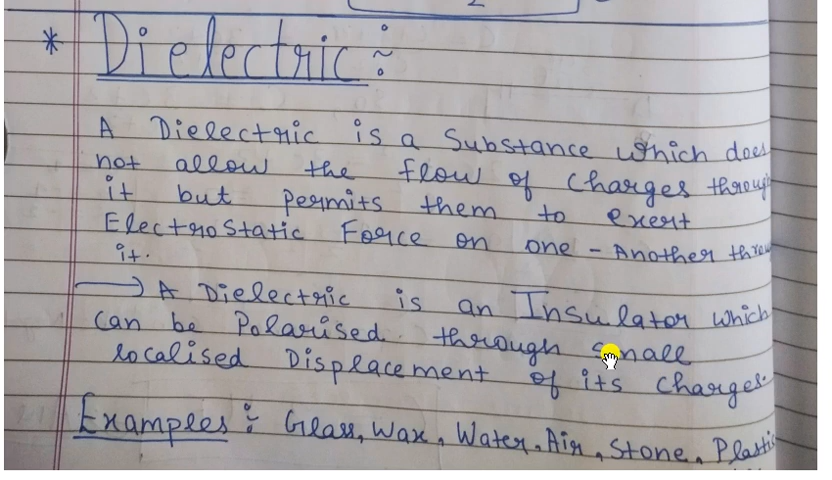 2
* Dielectric :~
A Dielectric is a Substance which does
not allow the flow of charges through
it but permits them to exert
Electrostatic Force on one - Another throu
it.
→ A Dielectric is an Insulator which
can be Polarised. through small
localised Displacement of its charges.
Examples :- Glass, Wax, Water, Air, Stone, Plastic